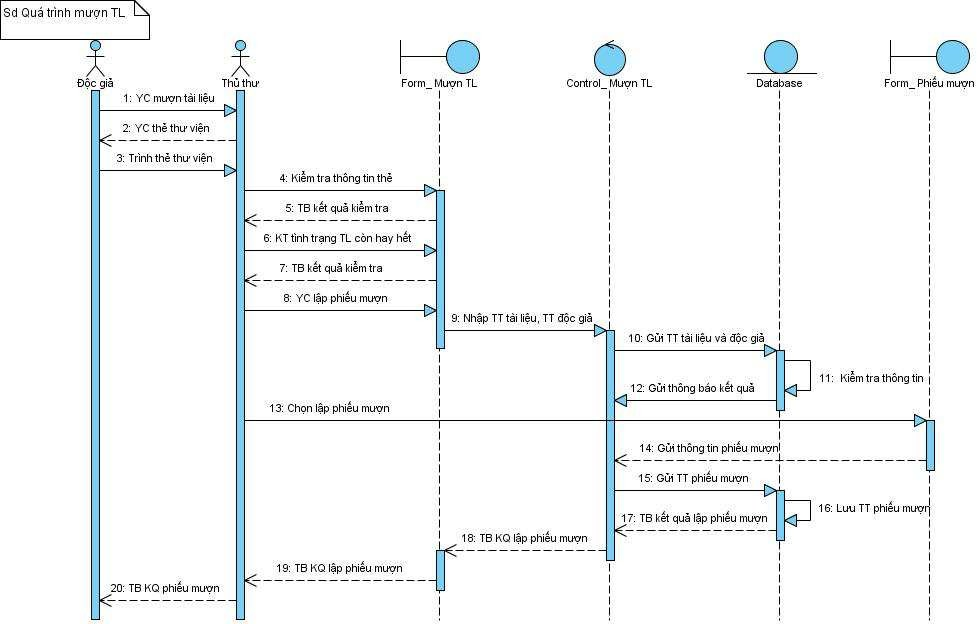 Sd Quá trình mượn TL
Độc giả
Thủ thư
Form_ Mượn TL
Control_ Mượn TL
Database
Form_ Phiếu mượn
1: YC mượn tài liệu
2: YC thẻ thư viện
3: Trình thẻ thư viện
4: Kiểm tra thông tin thẻ
5: TB kết quả kiểm tra
6: KT tình trạng TL còn hay hết
7: TB kết quả kiểm tra
8: YC lập phiếu mượn
9: Nhập TT tài liệu, TT độc giả
10: Gửi TT tài liệu và độc giả
11: Kiểm tra thông tin
12: Gửi thông báo kết quả
13: Chọn lập phiếu mượn
14: Gửi thông tin phiếu mượn
15: Gửi TT phiếu mượn
16: Lưu TT phiếu mượn
17: TB kết quả lập phiếu mượn
18: TB KQ lập phiếu mượn
19: TB KQ lập phiếu mượn
20: TB KQ phiếu mượn